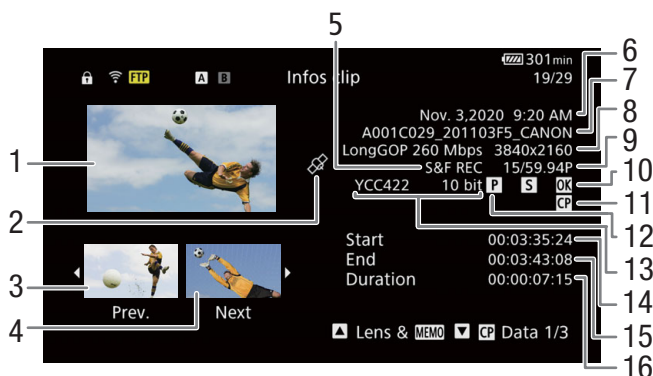 5
301min
FTP A B Infos clip 19/29
Nov. 3,2020 9:20 AM
A001C029_201103F5_CANON
LongGOP 260 Mbps 3840x2160
S&F REC 15/59.94P
YCC422 10 bit P S OK
CP
Start 00:03:35:24
End 00:03:43:08
Duration 00:00:07:15
Prev. Next
Lens & MEMO CP Data 1/3
1
2
3
4
6
7
8
9
10
11
12
13
14
15
16